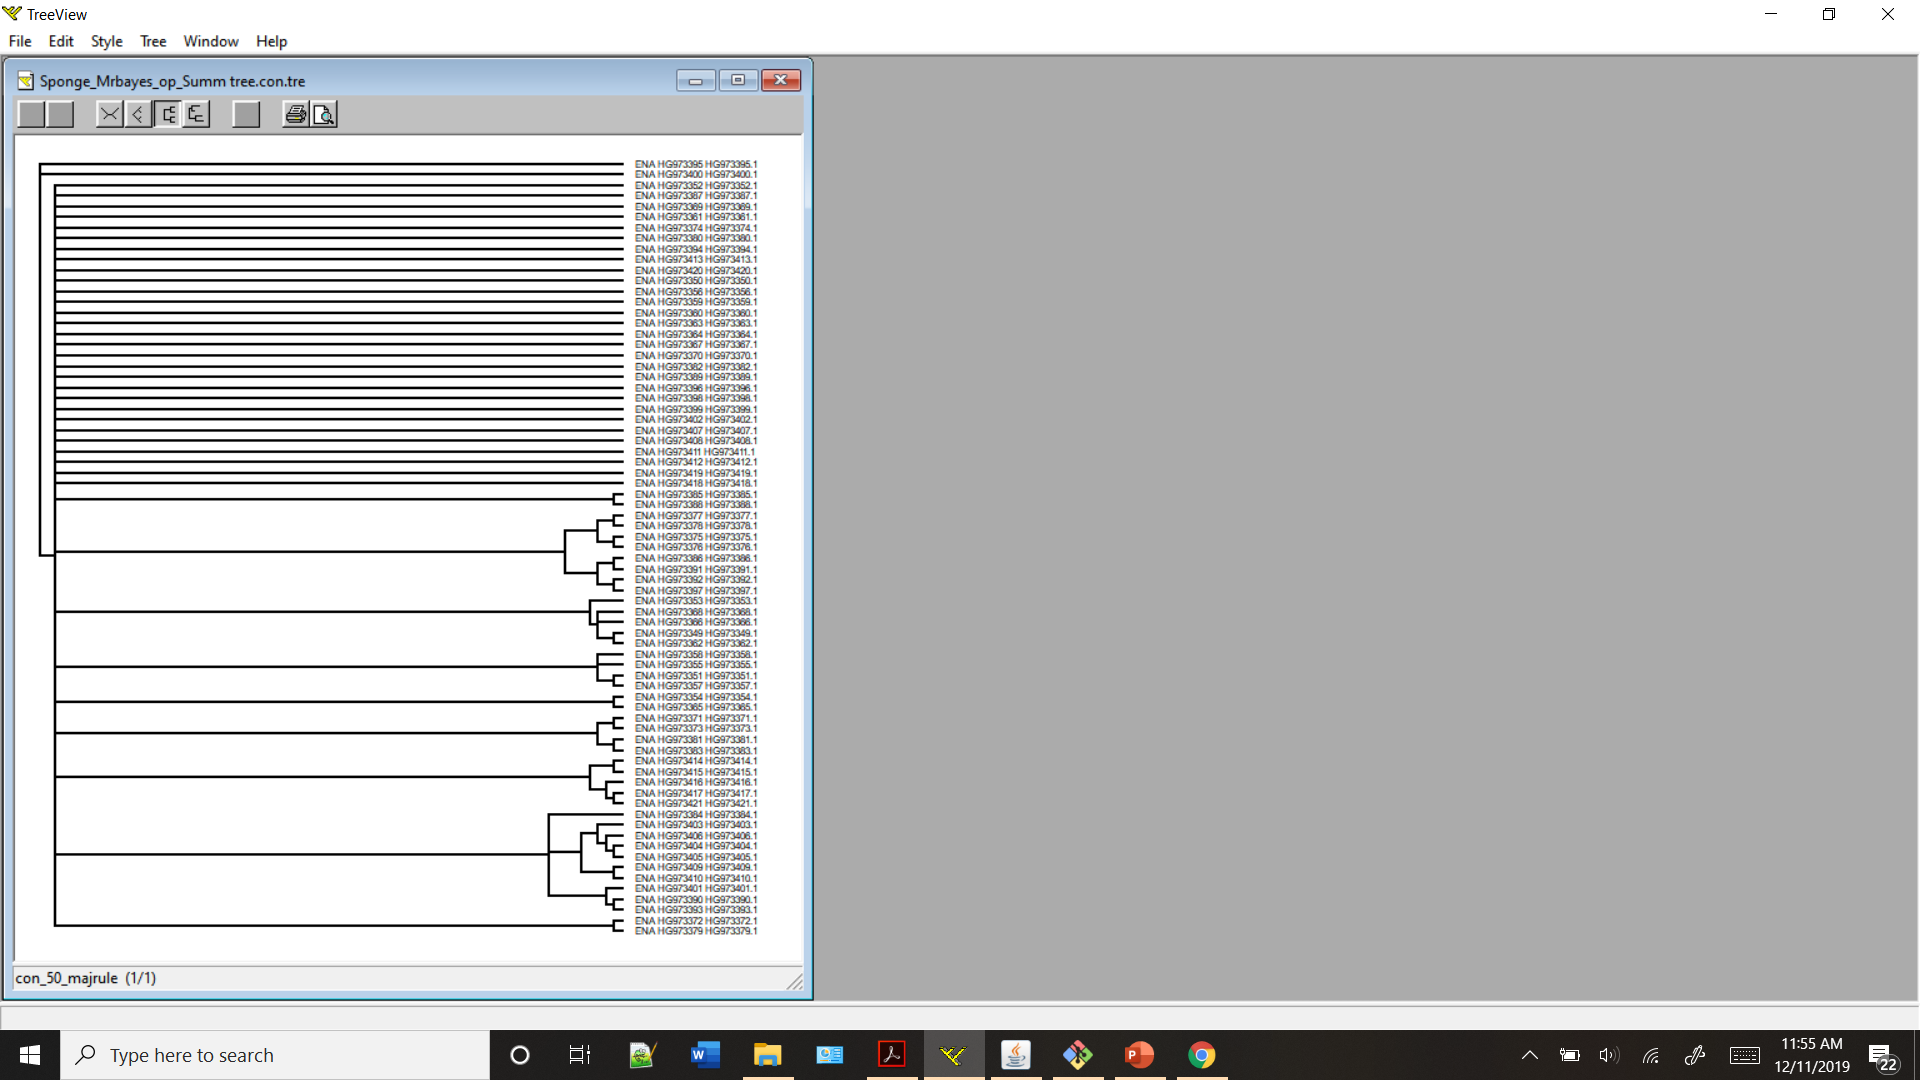 TreeView
File Edit Style Tree Window Help
Sponge_Mrbayes_op_Summ tree.con.tre
ENA HG973395 HG973395.1
ENA HG973400 HG973400.1
ENA HG973352 HG973352.1
ENA HG973387 HG973387.1
ENA HG973369 HG973369.1
ENA HG973361 HG973361.1
ENA HG973374 HG973374.1
ENA HG973380 HG973380.1
ENA HG973394 HG973394.1
ENA HG973413 HG973413.1
ENA HG973420 HG973420.1
ENA HG973350 HG973350.1
ENA HG973356 HG973356.1
ENA HG973359 HG973359.1
ENA HG973360 HG973360.1
ENA HG973363 HG973363.1
ENA HG973364 HG973364.1
ENA HG973367 HG973367.1
ENA HG973370 HG973370.1
ENA HG973382 HG973382.1
ENA HG973389 HG973389.1
ENA HG973396 HG973396.1
ENA HG973398 HG973398.1
ENA HG973399 HG973399.1
ENA HG973402 HG973402.1
ENA HG973407 HG973407.1
ENA HG973408 HG973408.1
ENA HG973411 HG973411.1
ENA HG973412 HG973412.1
ENA HG973419 HG973419.1
ENA HG973418 HG973418.1
ENA HG973385 HG973385.1
ENA HG973388 HG973388.1
ENA HG973377 HG973377.1
ENA HG973378 HG973378.1
ENA HG973375 HG973375.1
ENA HG973376 HG973376.1
ENA HG973386 HG973386.1
ENA HG973391 HG973391.1
ENA HG973392 HG973392.1
ENA HG973397 HG973397.1
ENA HG973353 HG973353.1
ENA HG973368 HG973368.1
ENA HG973366 HG973366.1
ENA HG973349 HG973349.1
ENA HG973362 HG973362.1
ENA HG973358 HG973358.1
ENA HG973355 HG973355.1
ENA HG973351 HG973351.1
ENA HG973357 HG973357.1
ENA HG973354 HG973354.1
ENA HG973365 HG973365.1
ENA HG973371 HG973371.1
ENA HG973373 HG973373.1
ENA HG973381 HG973381.1
ENA HG973383 HG973383.1
ENA HG973414 HG973414.1
ENA HG973415 HG973415.1
ENA HG973416 HG973416.1
ENA HG973417 HG973417.1
ENA HG973421 HG973421.1
ENA HG973384 HG973384.1
ENA HG973403 HG973403.1
ENA HG973406 HG973406.1
ENA HG973404 HG973404.1
ENA HG973405 HG973405.1
ENA HG973409 HG973409.1
ENA HG973410 HG973410.1
ENA HG973401 HG973401.1
ENA HG973390 HG973390.1
ENA HG973393 HG973393.1
ENA HG973372 HG973372.1
ENA HG973379 HG973379.1
con_50_majrule (1/1)
Type here to search
11:55 AM
12/11/2019
22